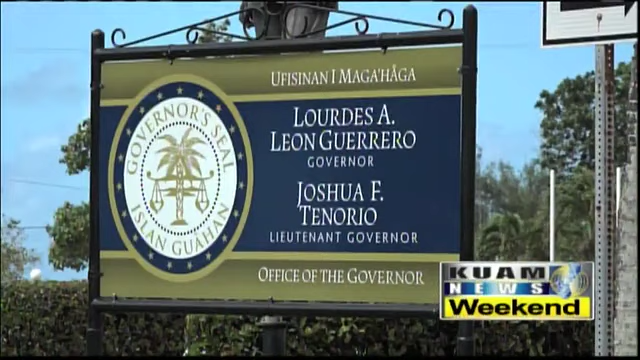 UFISINAN I MAGA'HÅGA
LOURDES A.
LEON GUERRERO
GOVERNOR
JOSHUA F.
TENORIO
LIEUTENANT GOVERNOR
OFFICE OF THE GOVERNOR
GOVERNOR'S SEAL
ISLAN GUÅHAN
KUAM
NEWS
Weekend